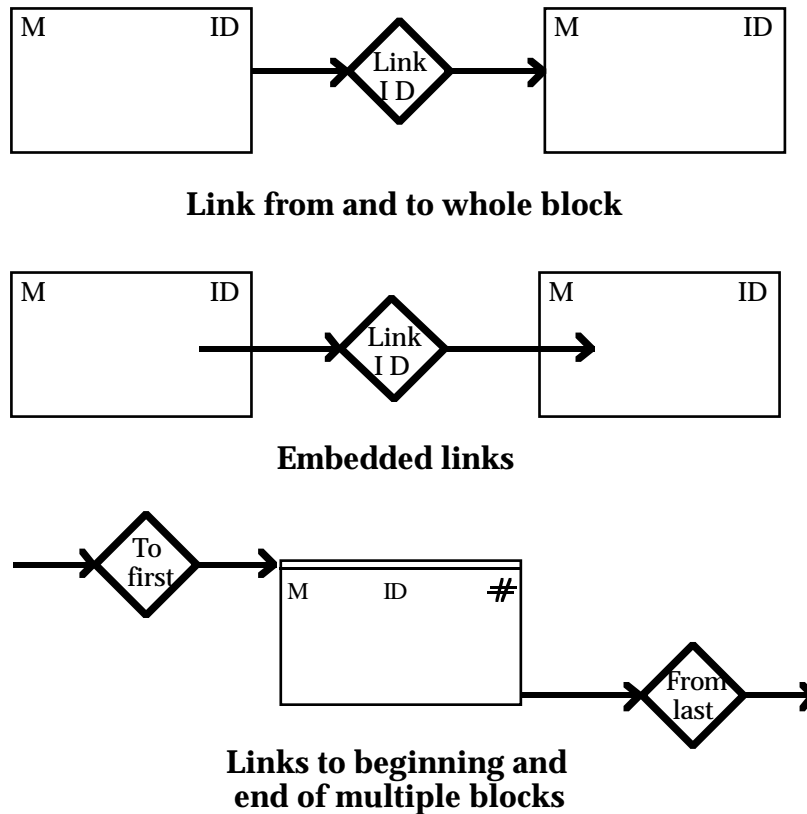 M ID
Link
I D
M ID
Link from and to whole block
M ID
Link
I D
M ID
Embedded links
To
first
M ID #
From
last
Links to beginning and
end of multiple blocks